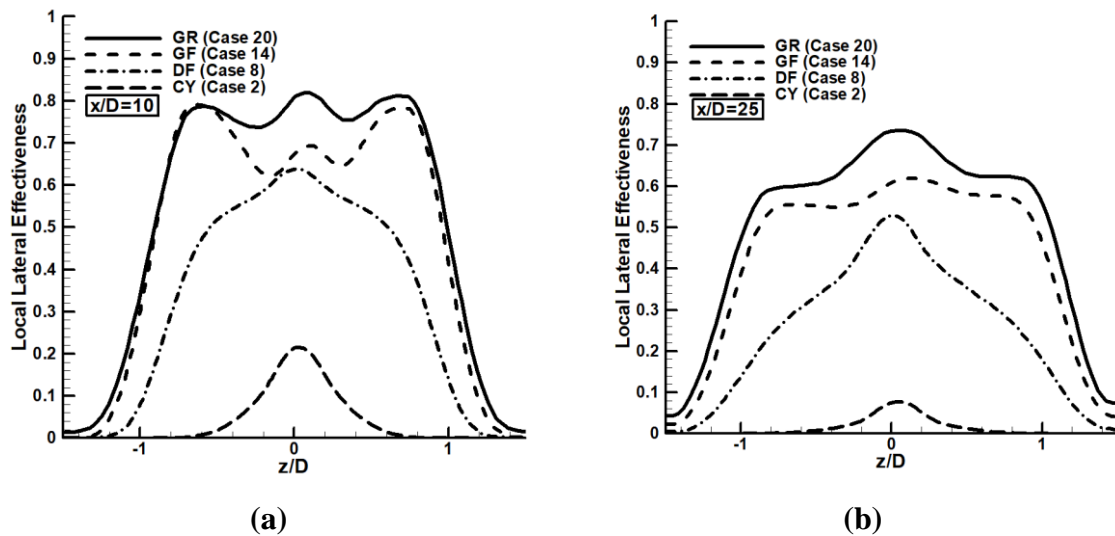 1
0.9
0.8
0.7
0.6
0.5
0.4
0.3
0.2
0.1
0
Local Lateral Effectiveness
GR (Case 20)
GF (Case 14)
DF (Case 8)
CY (Case 2)
x/D=10
-1
0
1
z/D
(a)
1
0.9
0.8
0.7
0.6
0.5
0.4
0.3
0.2
0.1
0
Local Lateral Effectiveness
GR (Case 20)
GF (Case 14)
DF (Case 8)
CY (Case 2)
x/D=25
-1
0
1
z/D
(b)